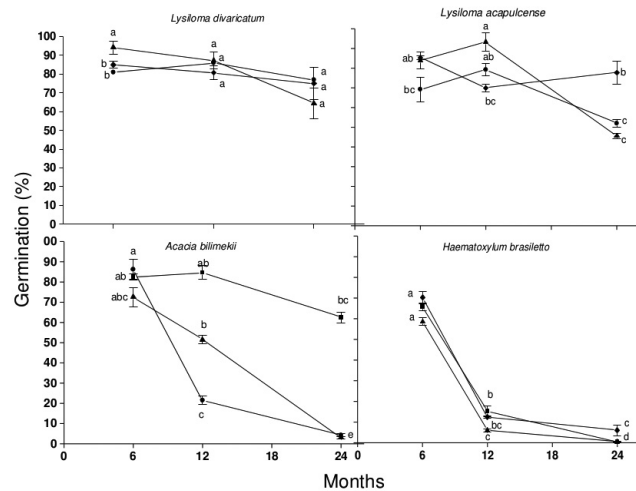 Lysiloma divaricatum
Lysiloma acapulcense
100
90
80
70
60
50
40
30
20
10
0
a
a
b
b
a
a
a
a
ab
a
ab
bc
bc
b
c
c
Germination (%)
Acacia bilimekii
Haematoxylum brasiletto
00
90
80
70
60
50
40
30
20
10
0
a
ab
abc
ab
b
c
bc
e
a
a
b
bc
c
c
d
0
6
12
24
0
6
12
24
Months